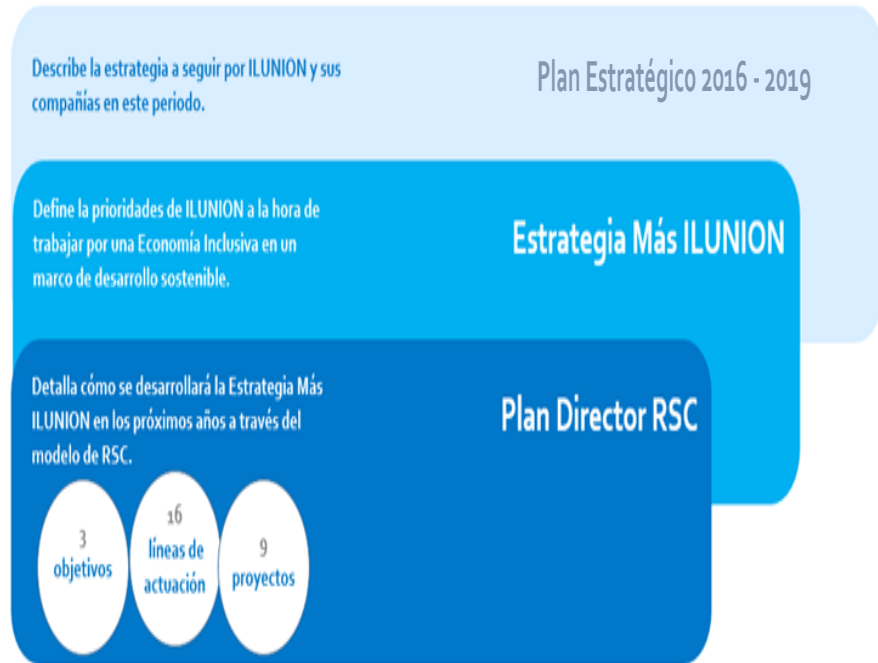 Describe la estrategia a seguir por ILUNION y sus
compañías en este periodo.
Plan Estratégico 2016 - 2019
Define la prioridades de ILUNION a la hora de
trabajar por una Economía Inclusiva en un
marco de desarrollo sostenible.
Estrategia Más ILUNION
Detalla cómo se desarrollará la Estrategia Más
ILUNION en los próximos años a través del
modelo de RSC.
Plan Director RSC
3
objetivos
16
líneas de
actuación
9
proyectos